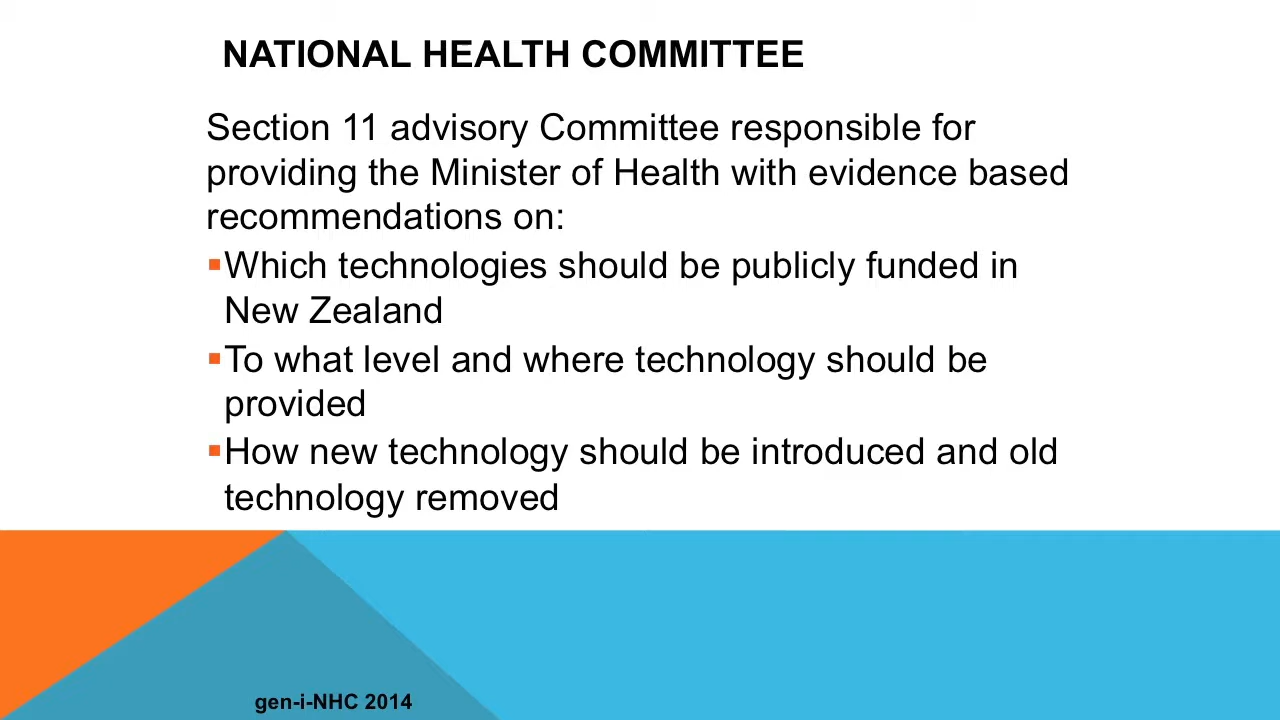 NATIONAL HEALTH COMMITTEE
Section 11 advisory Committee responsible for
providing the Minister of Health with evidence based
recommendations on:
▪Which technologies should be publicly funded in
New Zealand
▪To what level and where technology should be
provided
▪How new technology should be introduced and old
technology removed
gen-i-NHC 2014